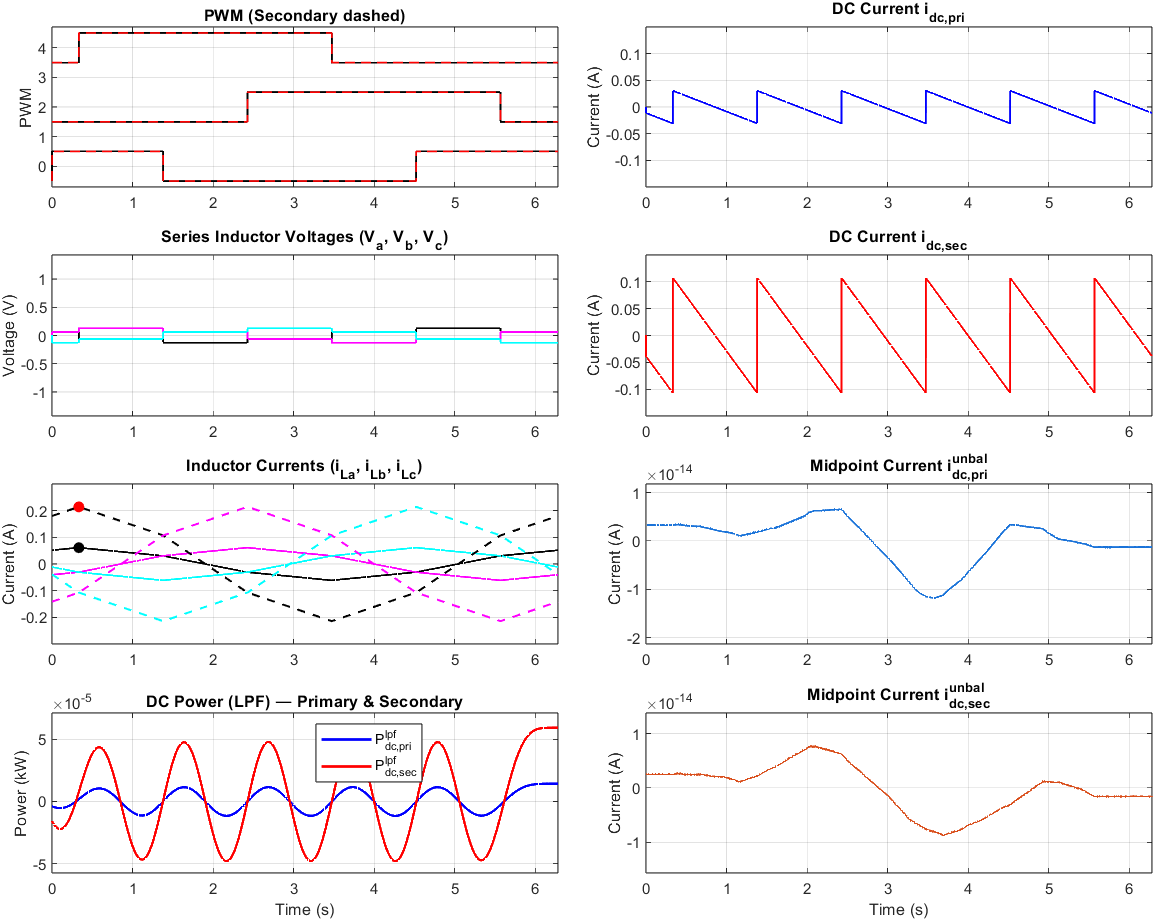 PWM (Secondary dashed)
PWM
4
3
2
1
0
0 1 2 3 4 5 6
DC Current i_dc,pri
Current (A)
0.1
0.05
0
-0.05
-0.1
0 1 2 3 4 5 6
Series Inductor Voltages (V_a, V_b, V_c)
Voltage (V)
1
0.5
0
-0.5
-1
0 1 2 3 4 5 6
DC Current i_dc,sec
Current (A)
0.1
0.05
0
-0.05
-0.1
0 1 2 3 4 5 6
Inductor Currents (i_La, i_Lb, i_Lc)
Current (A)
0.2
0.1
0
-0.1
-0.2
0 1 2 3 4 5 6
Midpoint Current i_dc,pri^unbal
×10^-14
Current (A)
1
0
-1
-2
0 1 2 3 4 5 6
DC Power (LPF) — Primary & Secondary
×10^-5
Power (kW)
5
0
-5
P_dc,pri^lpf
P_dc,sec^lpf
0 1 2 3 4 5 6
Time (s)
Midpoint Current i_dc,sec^unbal
×10^-14
Current (A)
1
0
-1
0 1 2 3 4 5 6
Time (s)